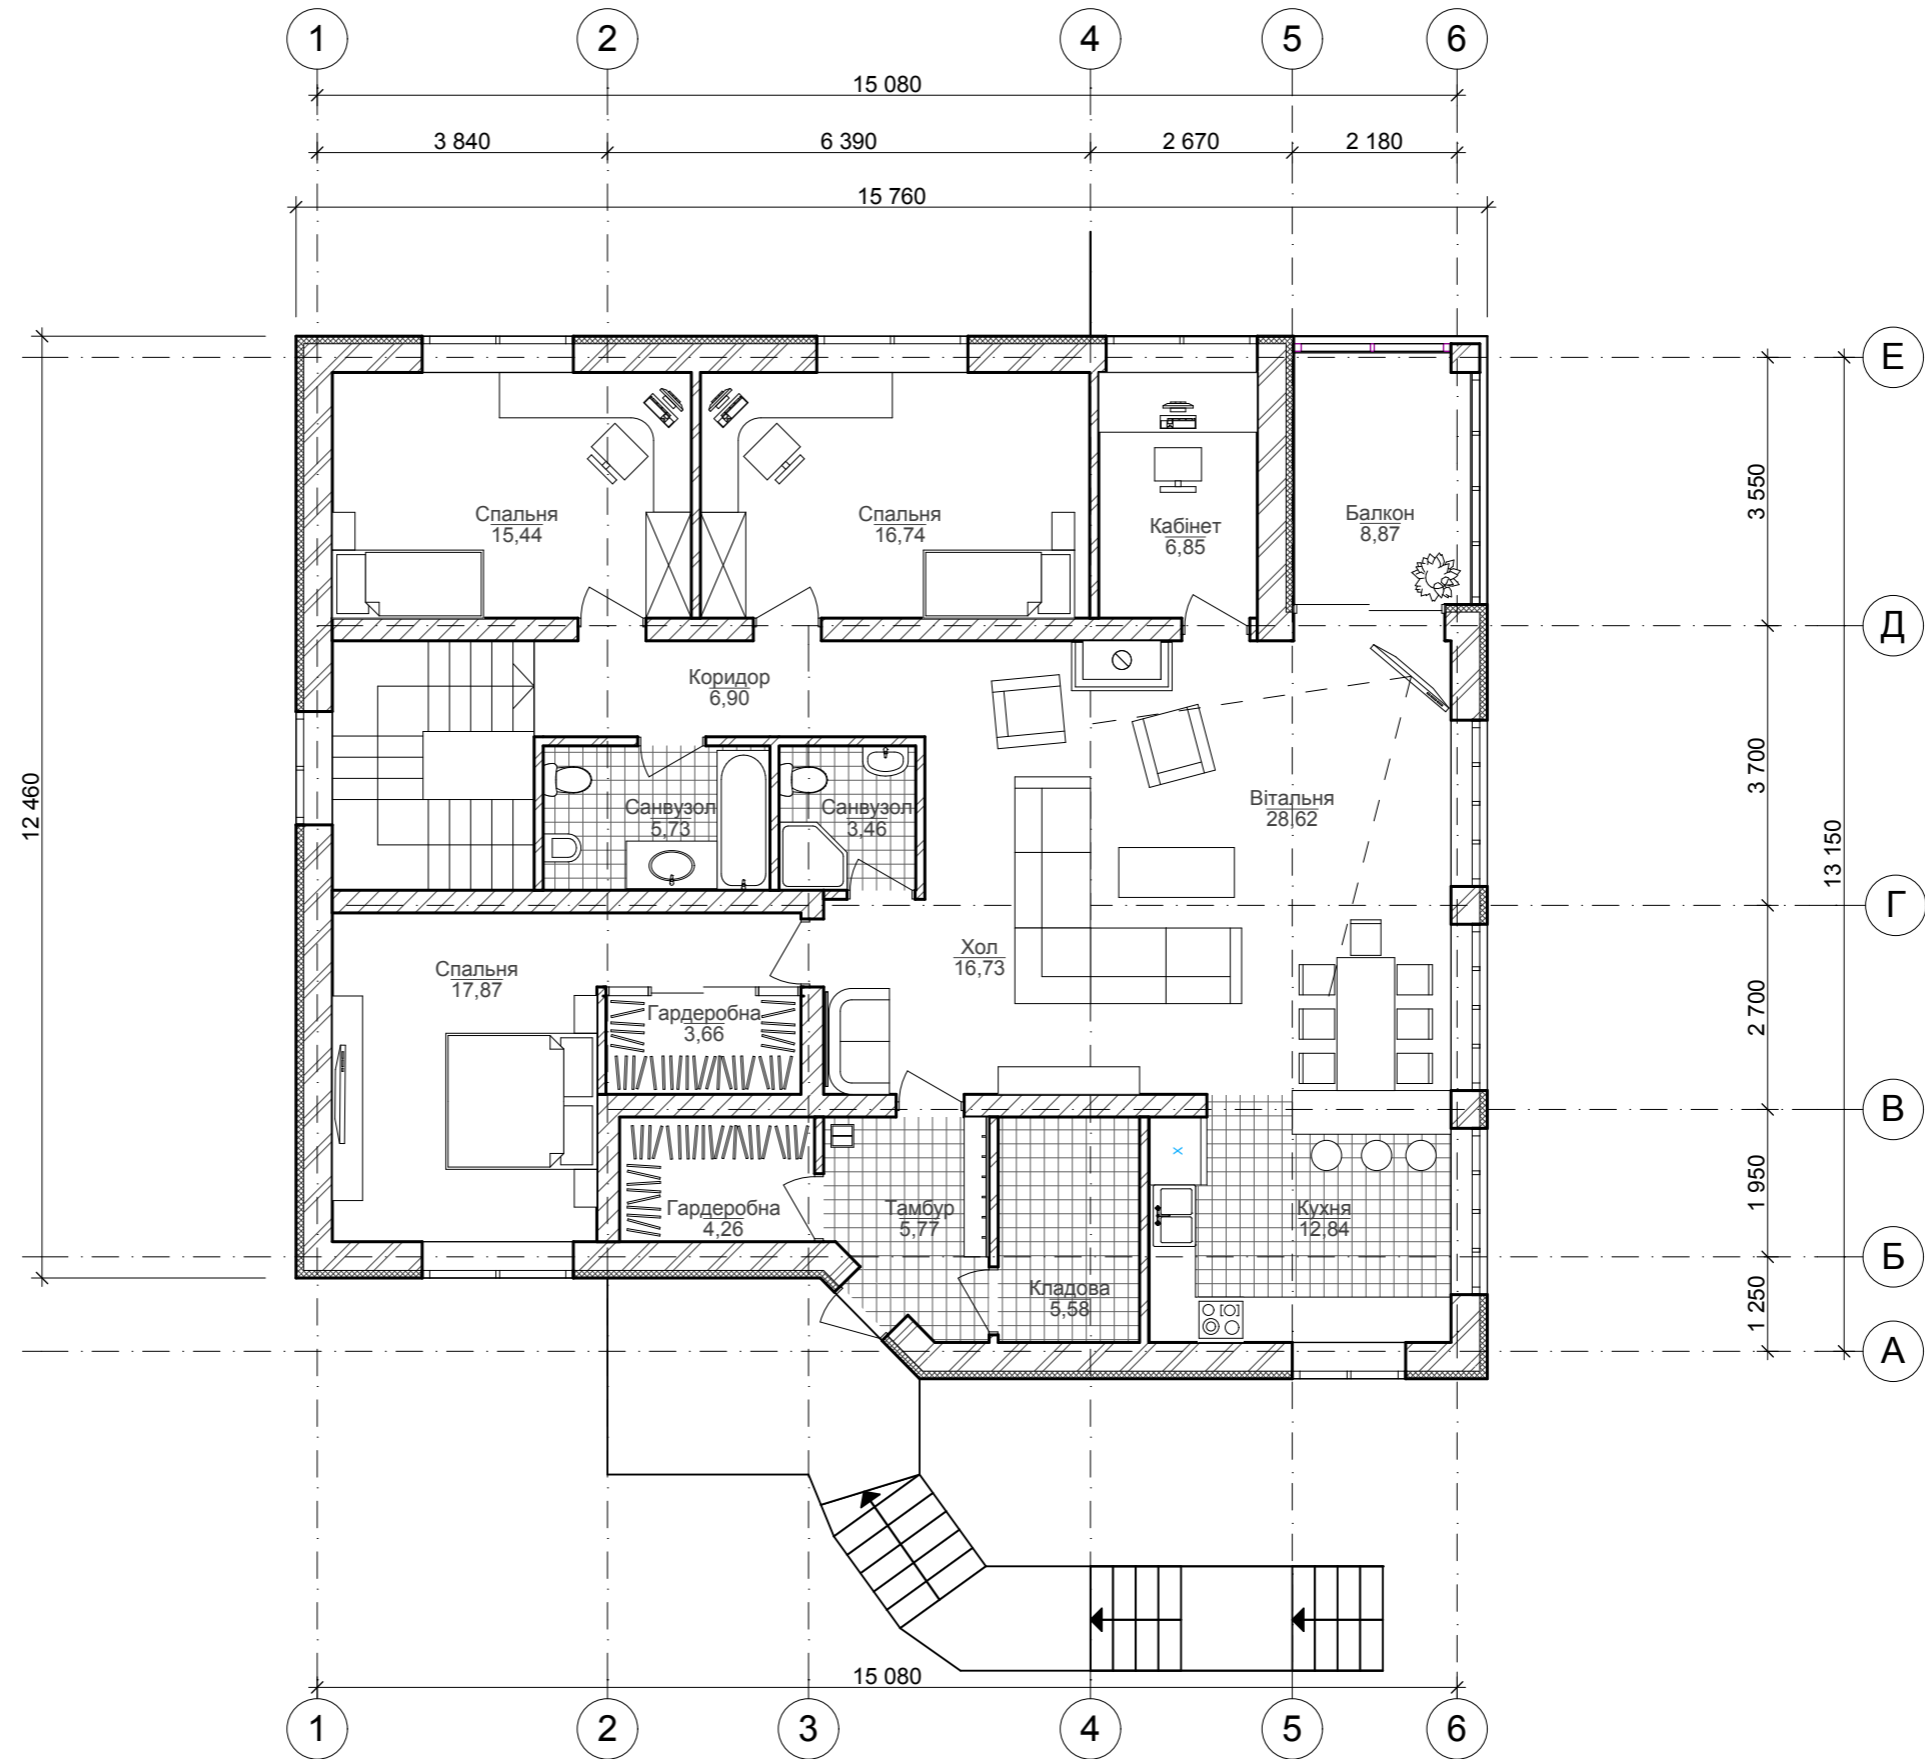 1 2 4 5 6
15 080
3 840 6 390 2 670 2 180
15 760
Е
3 550
Спальня
15,44
Спальня
16,74
Кабінет
6,85
Балкон
8,87
Д
Коридор
6,90
3 700
12 460
Санвузол
5,73
Санвузол
3,46
Вітальня
28,62
13 150
Г
Хол
16,73
Спальня
17,87
Гардеробна
3,66
2 700
В
x
1 950
Гардеробна
4,26
Тамбур
5,77
Кухня
12,84
Б
Кладова
5,58
1 250
А
15 080
1 2 3 4 5 6